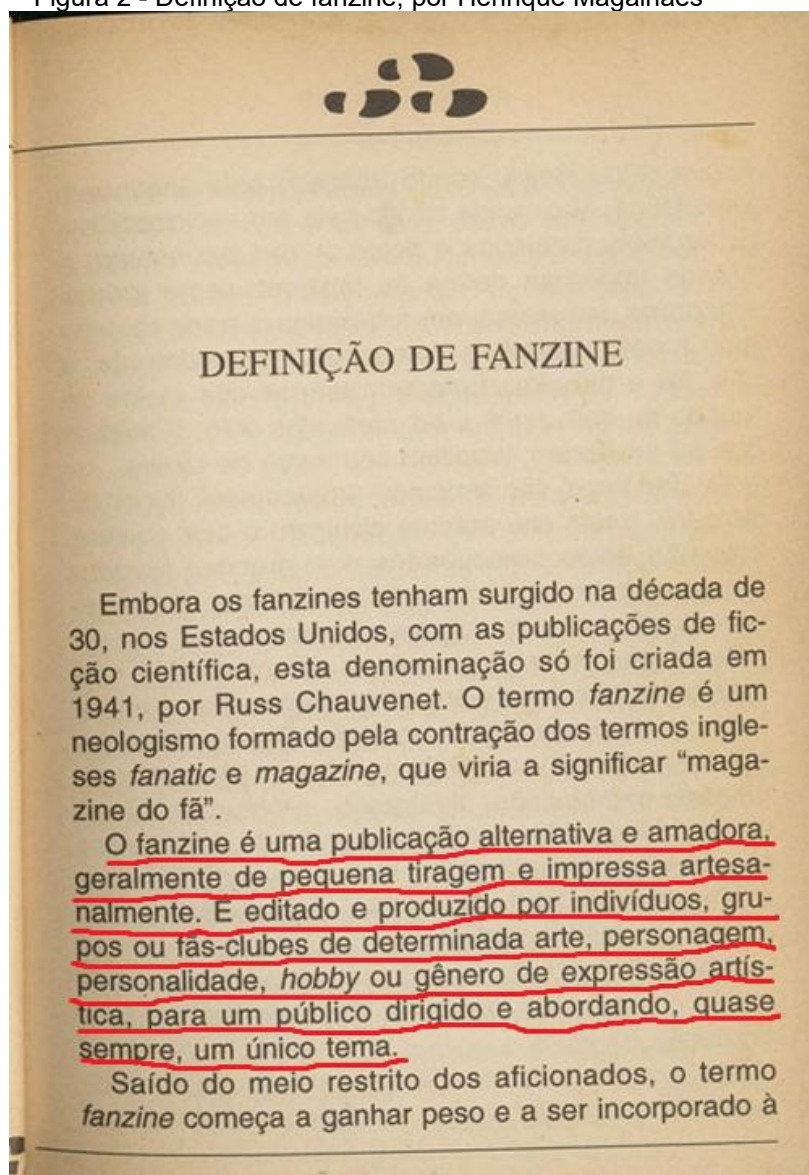 Figura 2 - Definição de fanzine, por Henrique Magalhães
DEFINIÇÃO DE FANZINE
Embora os fanzines tenham surgido na década de
30, nos Estados Unidos, com as publicações de fic-
ção científica, esta denominação só foi criada em
1941, por Russ Chauvenet. O termo fanzine é um
neologismo formado pela contração dos termos ingle-
ses fanatic e magazine, que viria a significar “maga-
zine do fã”.
O fanzine é uma publicação alternativa e amadora,
geralmente de pequena tiragem e impressa artesa-
nalmente. É editado e produzido por indivíduos, gru-
pos ou fãs-clubes de determinada arte, personagem,
personalidade, hobby ou gênero de expressão artís-
tica, para um público dirigido e abordando, quase
sempre, um único tema.
Saído do meio restrito dos aficionados, o termo
fanzine começa a ganhar peso e a ser incorporado à